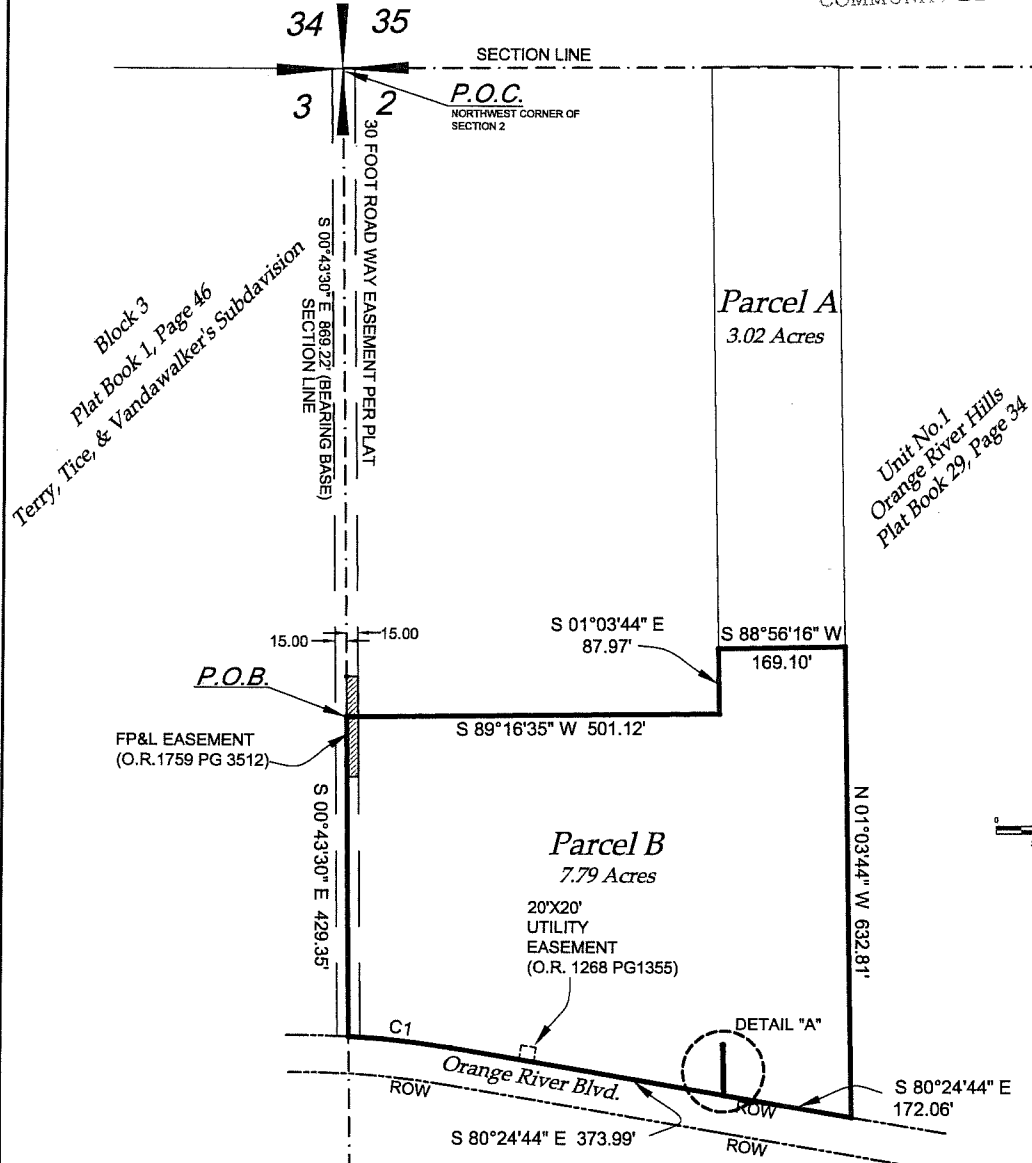 COMMUNITY
34 35
SECTION LINE
P.O.C.
NORTHWEST CORNER OF
SECTION 2
3 2
30 FOOT ROAD WAY EASEMENT PER PLAT
S 00°43'30" E 869.22' (BEARING BASE)
SECTION LINE
Block 3
Plat Book 1, Page 46
Terry, Tice, & Vandawalker's Subdavision
Parcel A
3.02 Acres
Unit No.1
Orange River Hills
Plat Book 29, Page 34
15.00 15.00
S 01°03'44" E
87.97'
S 88°56'16" W
169.10'
P.O.B.
S 89°16'35" W 501.12'
FP&L EASEMENT
(O.R.1759 PG 3512)
S 00°43'30" E 429.35'
Parcel B
7.79 Acres
N 01°03'44" W 632.81'
0
20'X20'
UTILITY
EASEMENT
(O.R. 1268 PG1355)
DETAIL "A"
C1
Orange River Blvd.
ROW
ROW
S 80°24'44" E
172.06'
S 80°24'44" E 373.99'
ROW